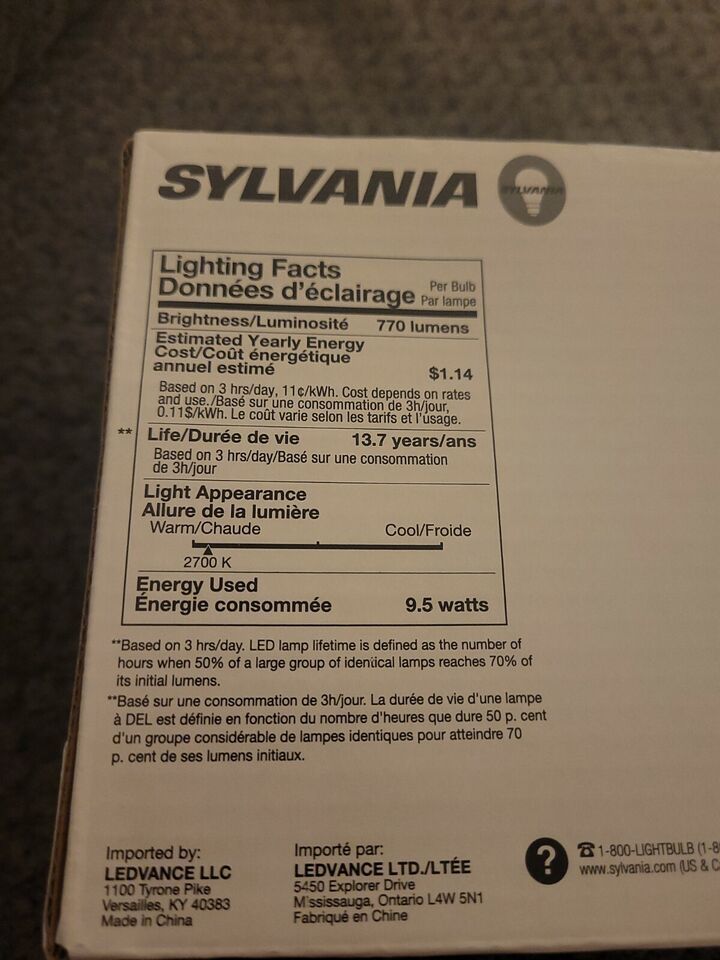 SYLVANIA
SYLVANIA
Lighting Facts
Données d'éclairage
Per Bulb
Par lampe
Brightness/Luminosité 770 lumens
Estimated Yearly Energy
Cost/Coût énergétique
annuel estimé $1.14
Based on 3 hrs/day, 11¢/kWh. Cost depends on rates
and use./Basé sur une consommation de 3h/jour,
0.11$/kWh. Le coût varie selon les tarifs et l'usage.
** Life/Durée de vie 13.7 years/ans
Based on 3 hrs/day/Basé sur une consommation
de 3h/jour
Light Appearance
Allure de la lumière
Warm/Chaude Cool/Froide
2700 K
Energy Used
Énergie consommée 9.5 watts
**Based on 3 hrs/day. LED lamp lifetime is defined as the number of
hours when 50% of a large group of identical lamps reaches 70% of
its initial lumens.
**Basé sur une consommation de 3h/jour. La durée de vie d'une lampe
à DEL est définie en fonction du nombre d'heures que dure 50 p. cent
d'un groupe considérable de lampes identiques pour atteindre 70
p. cent de ses lumens initiaux.
Imported by:
LEDVANCE LLC
1100 Tyrone Pike
Versailles, KY 40383
Made in China
Importé par:
LEDVANCE LTD./LTÉE
5450 Explorer Drive
Mississauga, Ontario L4W 5N1
Fabriqué en Chine
?
☎ 1-800-LIGHTBULB (1-8
www.sylvania.com (US & C